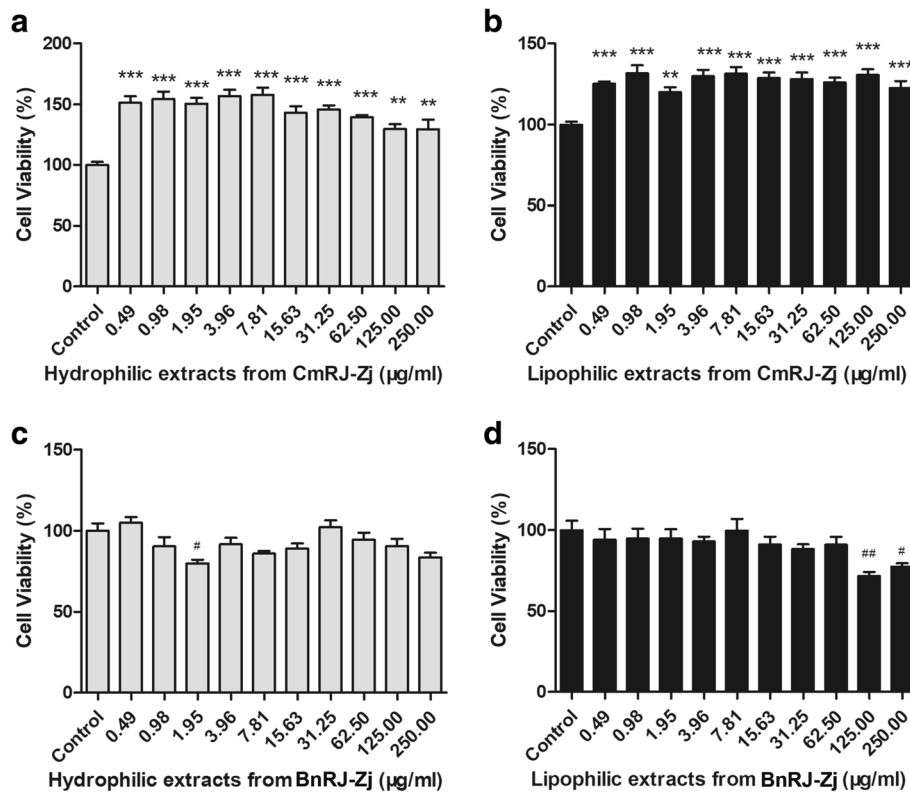 a
200
150
100
50
0
Cell Viability (%)
*** *** *** *** *** *** *** *** ** **
Control 0.49 0.98 1.95 3.96 7.81 15.63 31.25 62.50 125.00 250.00
Hydrophilic extracts from CmRJ-Zj (µg/ml)
b
150
100
50
0
Cell Viability (%)
*** *** ** *** *** *** *** *** *** ***
Control 0.49 0.98 1.95 3.96 7.81 15.63 31.25 62.50 125.00 250.00
Lipophilic extracts from CmRJ-Zj (µg/ml)
c
150
100
50
0
Cell Viability (%)
#
Control 0.49 0.98 1.95 3.96 7.81 15.63 31.25 62.50 125.00 250.00
Hydrophilic extracts from BnRJ-Zj (µg/ml)
d
150
100
50
0
Cell Viability (%)
## #
Control 0.49 0.98 1.95 3.96 7.81 15.63 31.25 62.50 125.00 250.00
Lipophilic extracts from BnRJ-Zj (µg/ml)